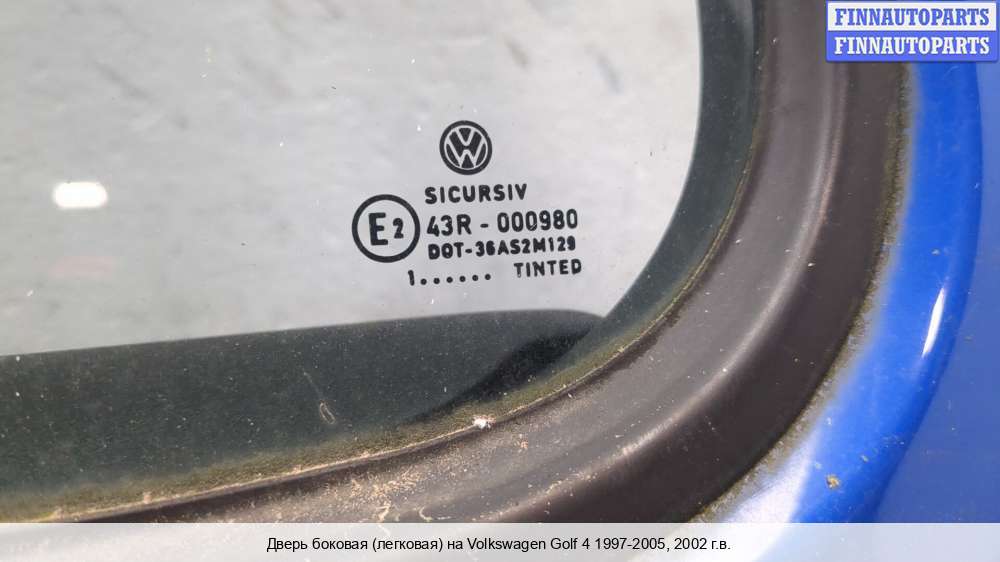 FINNAUTOPARTS
FINNAUTOPARTS
VW
SICURSIV
E2 43R - 000980
DOT-36AS2M129
1...... TINTED
Дверь боковая (легковая) на Volkswagen Golf 4 1997-2005, 2002 г.в.